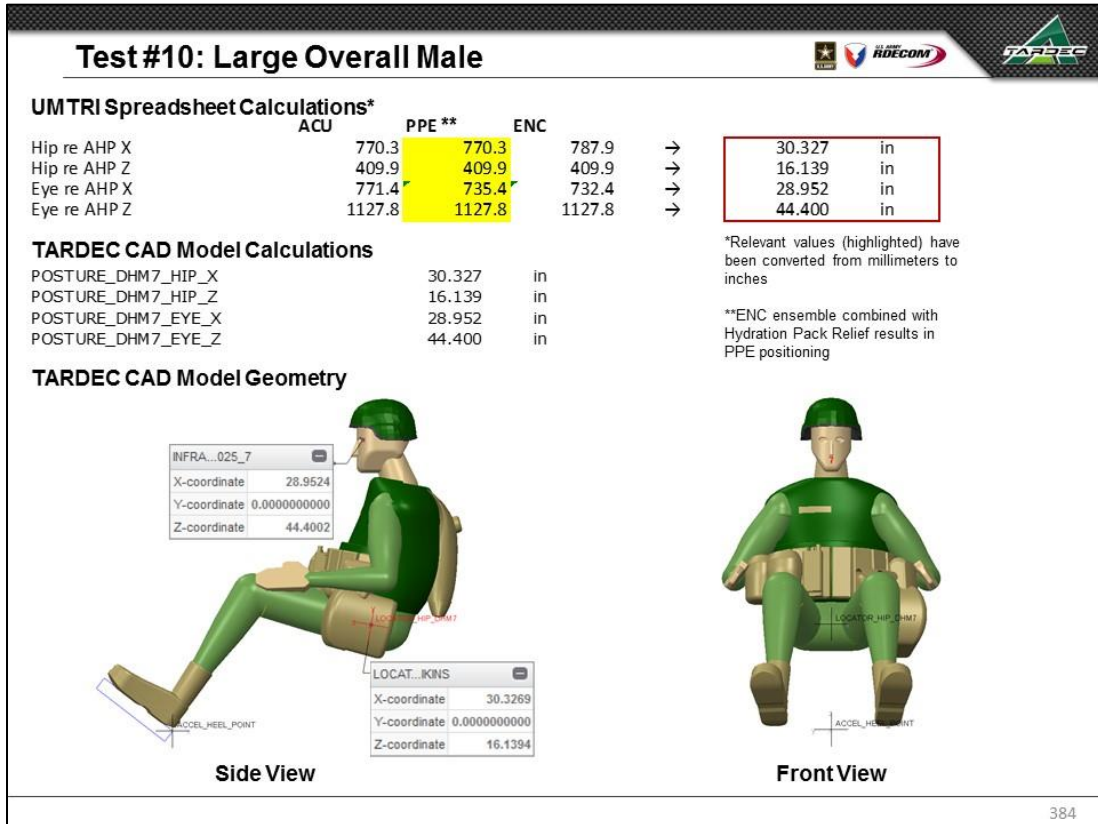 Test #10: Large Overall Male
U.S. ARMY
U.S. ARMY
RDECOM
TARDEC
UMTRI Spreadsheet Calculations*
ACU PPE ** ENC
Hip re AHP X 770.3 770.3 787.9 → 30.327 in
Hip re AHP Z 409.9 409.9 409.9 → 16.139 in
Eye re AHP X 771.4 735.4 732.4 → 28.952 in
Eye re AHP Z 1127.8 1127.8 1127.8 → 44.400 in
*Relevant values (highlighted) have
been converted from millimeters to
inches
**ENC ensemble combined with
Hydration Pack Relief results in
PPE positioning
TARDEC CAD Model Calculations
POSTURE_DHM7_HIP_X 30.327 in
POSTURE_DHM7_HIP_Z 16.139 in
POSTURE_DHM7_EYE_X 28.952 in
POSTURE_DHM7_EYE_Z 44.400 in
TARDEC CAD Model Geometry
INFRA...025_7
X-coordinate 28.9524
Y-coordinate 0.0000000000
Z-coordinate 44.4002
LOCATOR_HIP_DHM7
LOCAT...IKINS
X-coordinate 30.3269
Y-coordinate 0.0000000000
Z-coordinate 16.1394
ACCEL_HEEL_POINT
Side View
LOCATOR_HIP_DHM7
ACCEL_HEEL_POINT
Front View
384